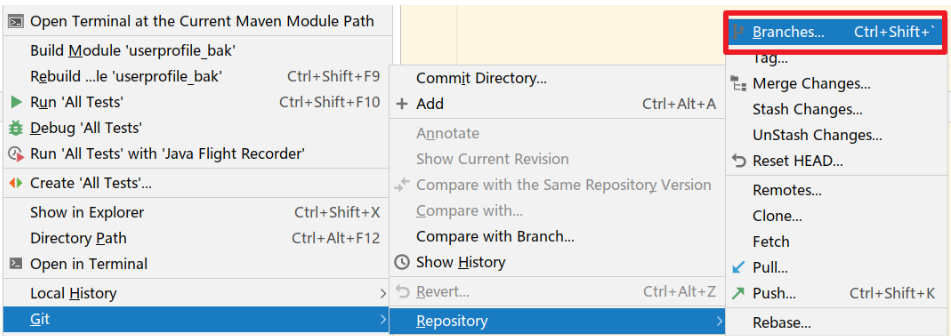 Open Terminal at the Current Maven Module Path
Build Module 'userprofile_bak'
Rebuild ...le 'userprofile_bak' Ctrl+Shift+F9
Run 'All Tests' Ctrl+Shift+F10
Debug 'All Tests'
Run 'All Tests' with 'Java Flight Recorder'
Create 'All Tests'...
Show in Explorer Ctrl+Shift+X
Directory Path Ctrl+Alt+F12
Open in Terminal
Local History
Git
Commit Directory...
Add Ctrl+Alt+A
Annotate
Show Current Revision
Compare with the Same Repository Version
Compare with...
Compare with Branch...
Show History
Revert... Ctrl+Alt+Z
Repository
Branches... Ctrl+Shift+`
Tag...
Merge Changes...
Stash Changes...
UnStash Changes...
Reset HEAD...
Remotes...
Clone...
Fetch
Pull...
Push... Ctrl+Shift+K
Rebase...